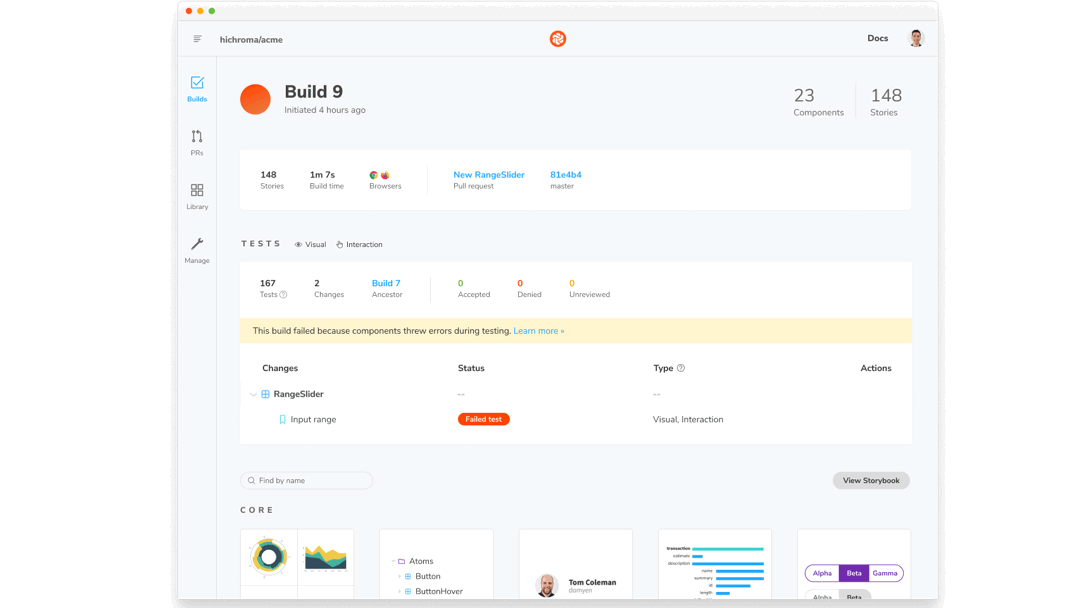 hichroma/acme
Docs
Builds
PRs
Library
Manage
Build 9
Initiated 4 hours ago
23
Components
148
Stories
148
Stories
1m 7s
Build time
Browsers
New RangeSlider
Pull request
81e4b4
master
TESTS Visual Interaction
167
Tests
2
Changes
Build 7
Ancestor
0
Accepted
0
Denied
0
Unreviewed
This build failed because components threw errors during testing. Learn more »
Changes Status Type Actions
RangeSlider -- --
Input range Failed test Visual, Interaction
Find by name
View Storybook
CORE
Atoms
Button
ButtonHover
Tom Coleman
domyen
transaction
estimate
description
name
summary
id
length
Alpha Beta Gamma
Alpha Beta